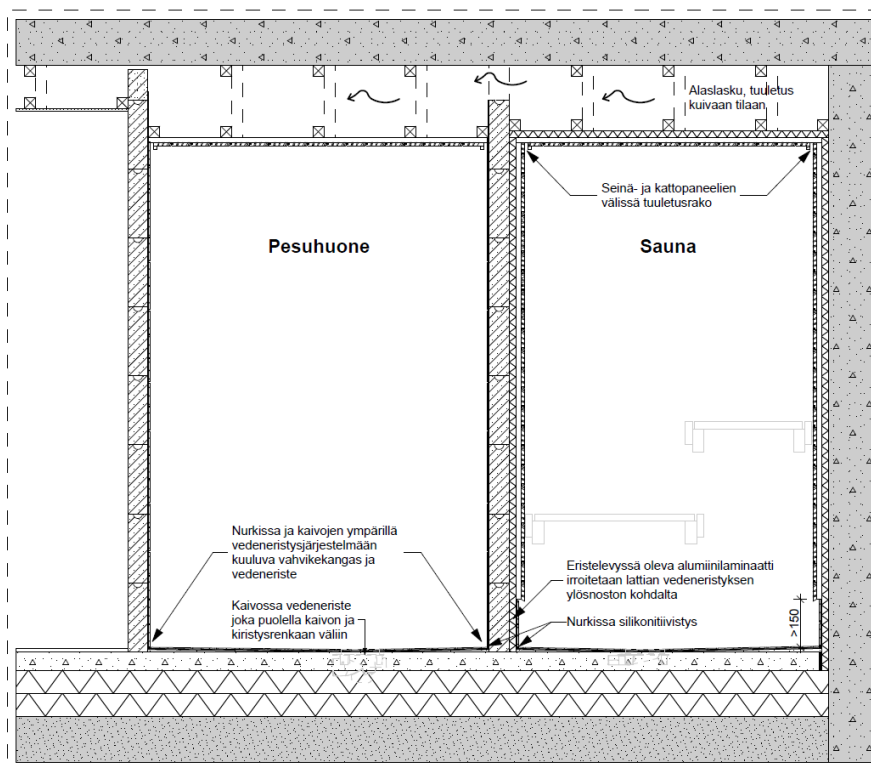 Alaslasku, tuuletus
kuivaan tilaan
Seinä- ja kattopaneelien
välissä tuuletusrako
Pesuhuone
Sauna
Nurkissa ja kaivojen ympärillä
vedeneristysjärjestelmään
kuuluva vahvikekangas ja
vedeneriste
Kaivossa vedeneriste
joka puolella kaivon ja
kiristysrenkaan väliin
Eristelevyssä oleva alumiinilaminaatti
irroitetaan lattian vedeneristyksen
ylösnoston kohdalta
Nurkissa silikonitiivistys
>150